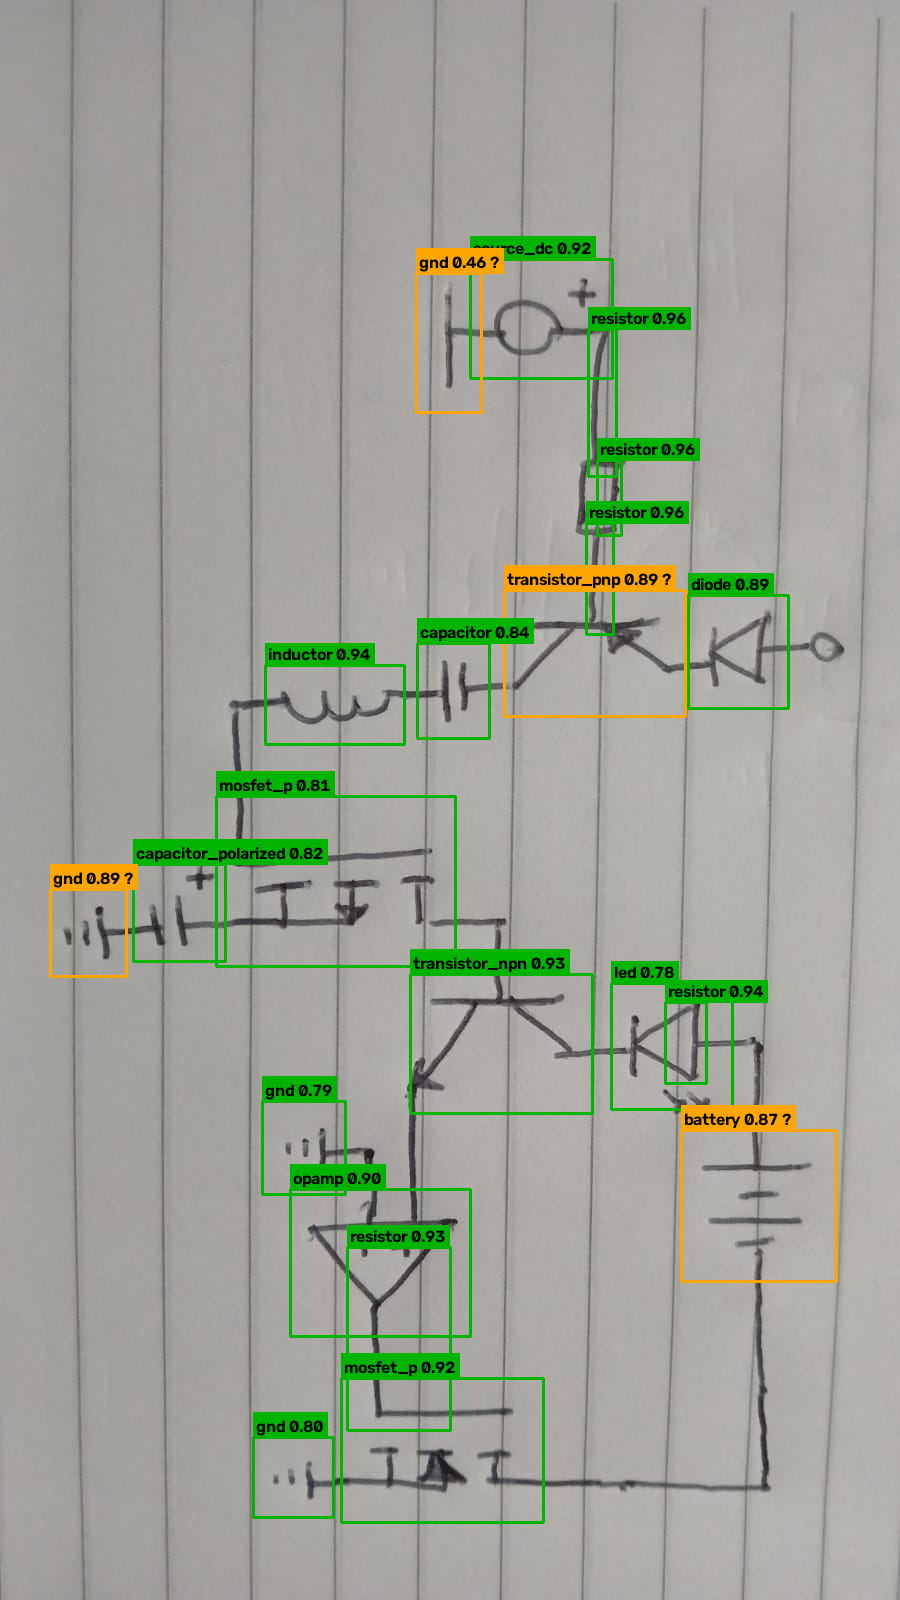 source_dc 0.92
gnd 0.46 ?
+
resistor 0.96
resistor 0.96
resistor 0.96
transistor_pnp 0.89 ?
diode 0.89
capacitor 0.84
inductor 0.94
mosfet_p 0.81
capacitor_polarized 0.82
gnd 0.89 ?
+
transistor_npn 0.93
led 0.78
resistor 0.94
gnd 0.79
battery 0.87 ?
opamp 0.90
resistor 0.93
mosfet_p 0.92
gnd 0.80